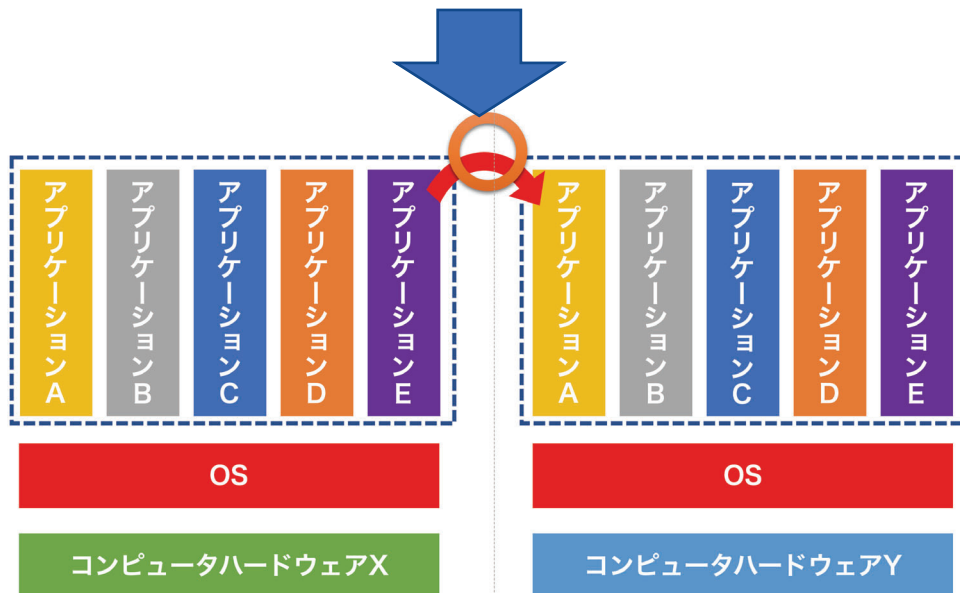 アプリケーションA
アプリケーションB
アプリケーションC
アプリケーションD
アプリケーションE
OS
コンピュータハードウェアX
アプリケーションA
アプリケーションB
アプリケーションC
アプリケーションD
アプリケーションE
OS
コンピュータハードウェアY